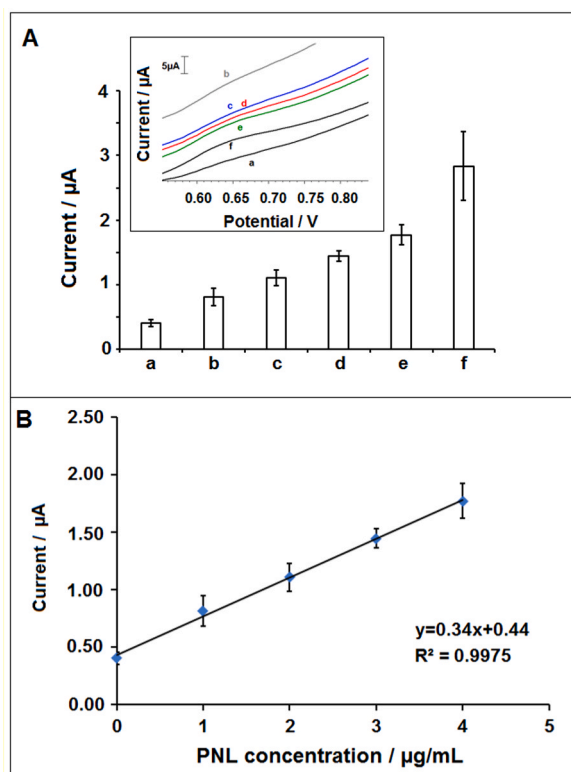 A
5µA
b
c d
e
f
a
Current / µA
0.60 0.65 0.70 0.75 0.80
Potential / V
Current / µA
4
3
2
1
0
a b c d e f
B
2.50
2.00
1.50
1.00
0.50
0.00
Current / µA
y=0.34x+0.44
R² = 0.9975
0 1 2 3 4 5
PNL concentration / µg/mL